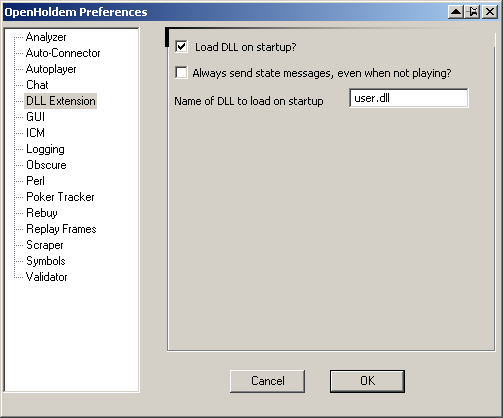 OpenHoldem Preferences
Analyzer
Auto-Connector
Autoplayer
Chat
DLL Extension
GUI
ICM
Logging
Obscure
Perl
Poker Tracker
Rebuy
Replay Frames
Scraper
Symbols
Validator
Load DLL on startup?
Always send state messages, even when not playing?
Name of DLL to load on startup user.dll
Cancel OK